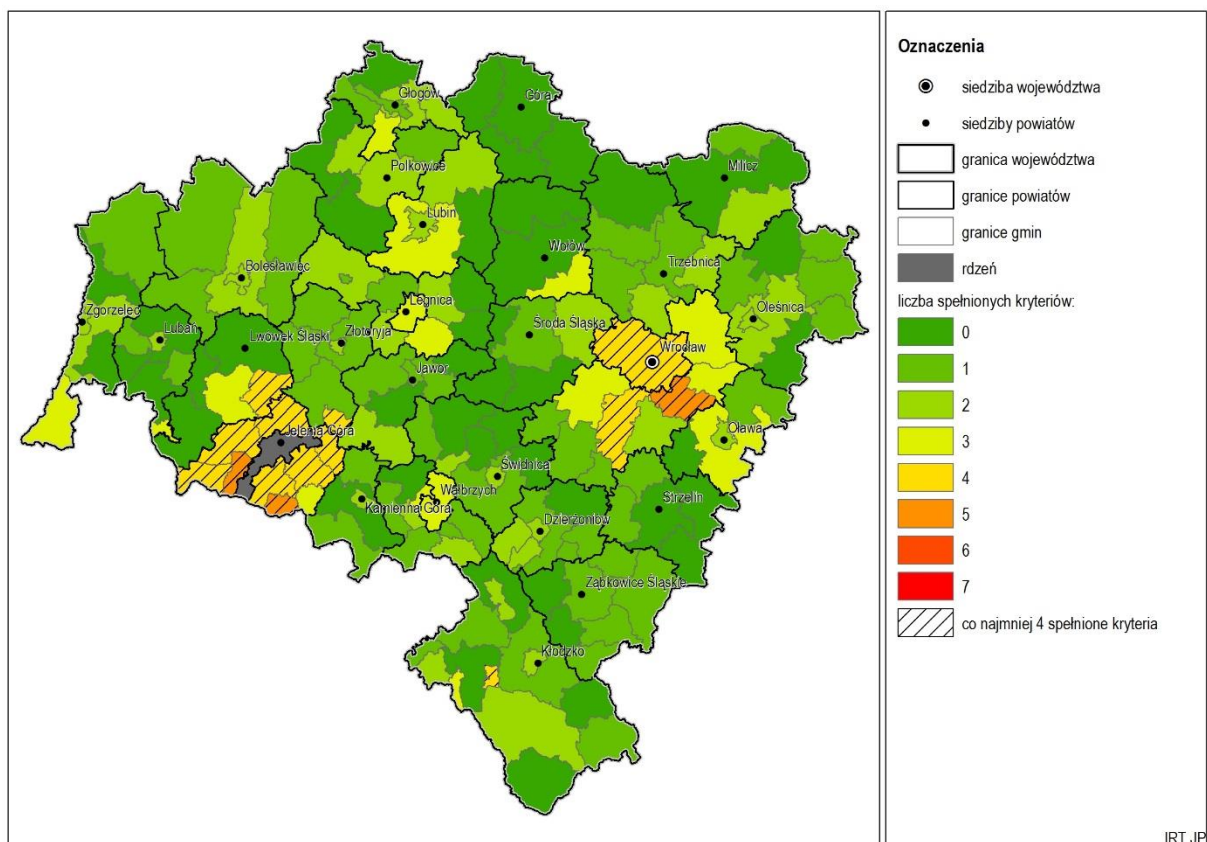 Głogów
Góra
Polkowice
Milicz
Lubin
Wołów
Bolesławiec
Trzebnica
Legnica
Oleśnica
Zgorzelec
Lubań
Lwówek Śląski
Złotoryja
Środa Śląska
Wrocław
Jawor
Jelenia Góra
Oława
Świdnica
Kamienna Góra
Wałbrzych
Strzelin
Dzierżoniów
Ząbkowice Śląskie
Kłodzko
Oznaczenia
siedziba województwa
siedziby powiatów
granica województwa
granice powiatów
granice gmin
rdzeń
liczba spełnionych kryteriów:
0
1
2
3
4
5
6
7
co najmniej 4 spełnione kryteria
IRT JP